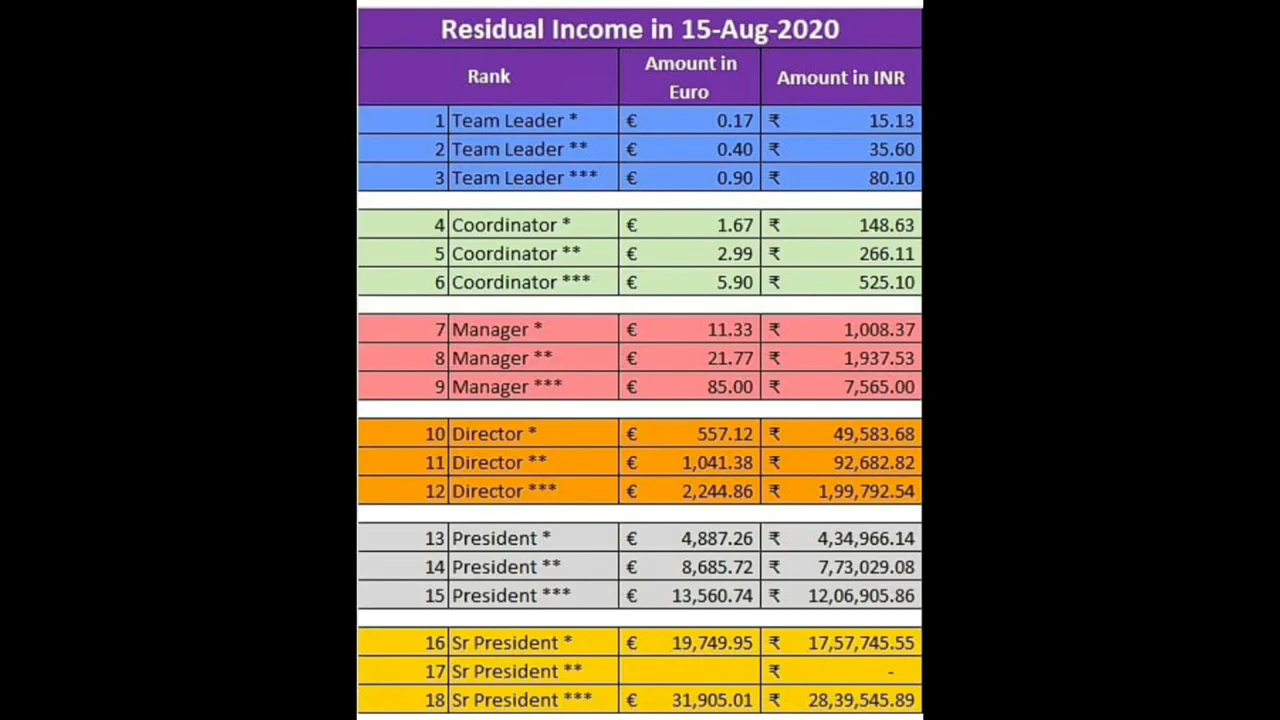 Residual Income in 15-Aug-2020
Rank Amount in Euro Amount in INR
1 Team Leader * € 0.17 ₹ 15.13
2 Team Leader ** € 0.40 ₹ 35.60
3 Team Leader *** € 0.90 ₹ 80.10
4 Coordinator * € 1.67 ₹ 148.63
5 Coordinator ** € 2.99 ₹ 266.11
6 Coordinator *** € 5.90 ₹ 525.10
7 Manager * € 11.33 ₹ 1,008.37
8 Manager ** € 21.77 ₹ 1,937.53
9 Manager *** € 85.00 ₹ 7,565.00
10 Director * € 557.12 ₹ 49,583.68
11 Director ** € 1,041.38 ₹ 92,682.82
12 Director *** € 2,244.86 ₹ 1,99,792.54
13 President * € 4,887.26 ₹ 4,34,966.14
14 President ** € 8,685.72 ₹ 7,73,029.08
15 President *** € 13,560.74 ₹ 12,06,905.86
16 Sr President * € 19,749.95 ₹ 17,57,745.55
17 Sr President ** ₹ -
18 Sr President *** € 31,905.01 ₹ 28,39,545.89